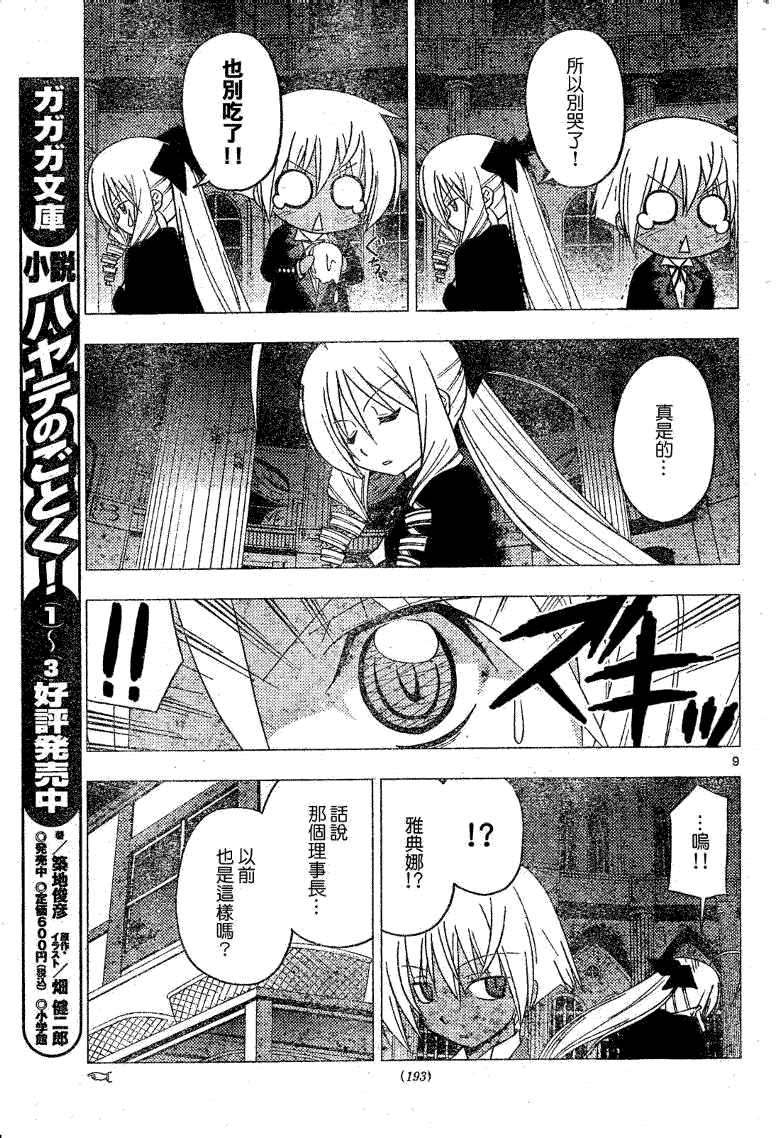 所以別哭了！
也別吃了!!
ぐちゃ
真是的…
ズキッ
!!
…嗚!!
!?
雅典娜!?
話說
那個理事長…
以前
也是這樣嗎？
9
(193)
ガガガ文庫
小説
ハヤテのごとく！
1～3好評発売中
著／築地俊彦
原作・イラスト／畑健二郎
◎発売中 ◎定価600円(税込) ◎小学館